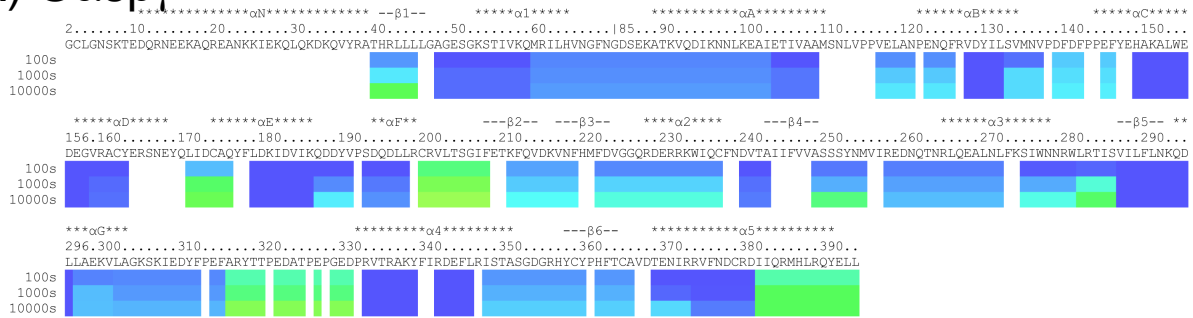 **************αN************* --β1-- *****α1***** ***********αA********* *****αB***** *****αC*****
2.......10........20........30........40........50........60.......|85............100.......110.......120.......130.......140.......150....
GCLGNSKTEDQRNEEKAQREANKKIEKQLQKDKQVYRATHRLLLLGAGESGKSTIVKQMRILHVNGFNGDSEKATKVQDIKNNLKEAIETIVAAMSNLVPPVELANPENQFRVDYILSVMNVPDFDFPPEFYEHAKALWE
100s
1000s
10000s
*****αD***** *****αE****** **αF** ---β2-- ---β3-- ****α2**** ---β4-- ******α3***** --β5-- **
156.160.......170.......180.......190.......200.......210.......220.......230.......240.......250.......260.......270.......280.......290.....
DEGVRACYERSNEYQLIDCAQYFLDKIDVIKQDDYVPSDQDLLRCRVLTSGIFETKFQVDKVNFHMFDVGGQRDERRKWIQCFNDVTAIIFVVASSSYNMVIREDNQTNRLQEALNLFKSIWNNRWLRTISVILFLNKQD
100s
1000s
10000s
***αG***
296.300.......310.......320.......330.......340.......350.......360.......370.......380.......390...
LLAEKVLAGKSKIEDYFPEFARYTTPEDATPEPGEDPRVTRAKYFIRDEFLRISTASGDGRHYCYPHFTCAVDTENIRRVFNDCRDIIQRMHLRQYELL
*********α4********* ---β6-- *********α5********
100s
1000s
10000s